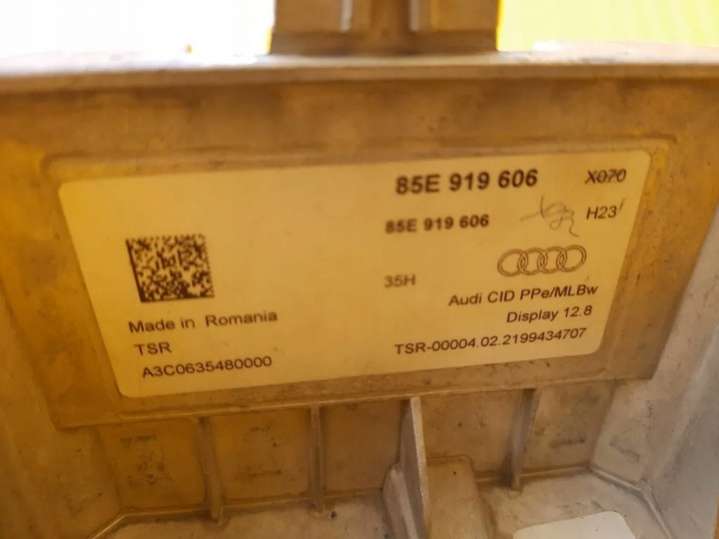 85E 919 606 X070
85E 919 606 H23
35H
Audi CID PPe/MLBw
Display 12.8
Made in Romania
TSR
TSR-00004.02.2199434707
A3C0635480000